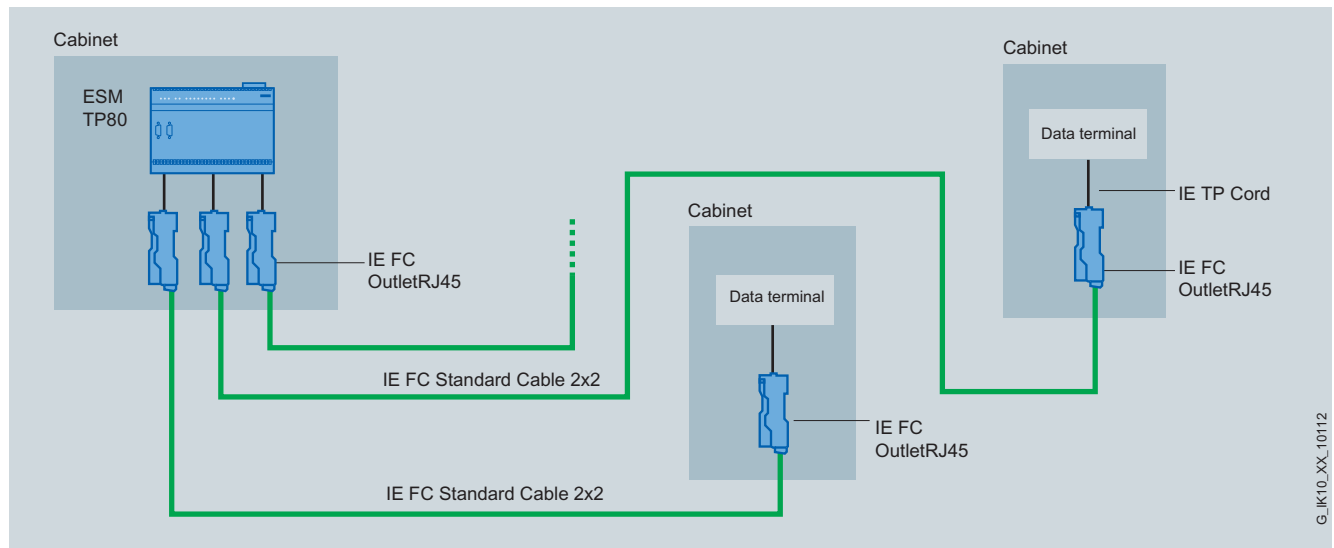 Cabinet
ESM
TP80
IE FC
OutletRJ45
IE FC Standard Cable 2x2
IE FC Standard Cable 2x2
Cabinet
Data terminal
IE FC
OutletRJ45
Cabinet
Data terminal
IE TP Cord
IE FC
OutletRJ45
G_IK10_XX_10112